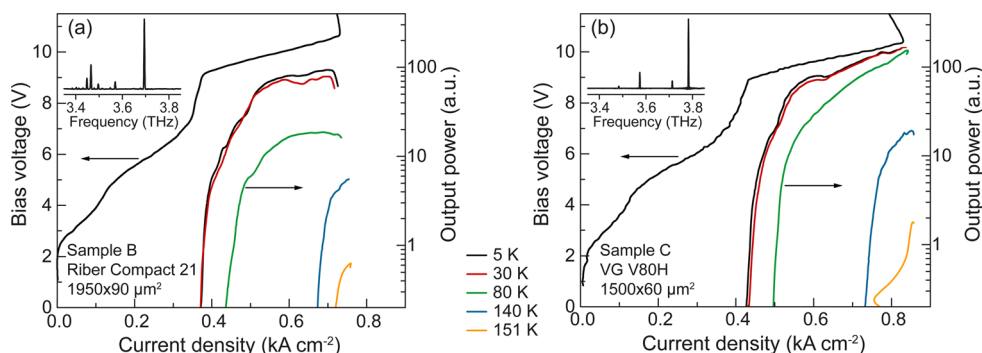 (a)
3.4 3.6 3.8
Frequency (THz)
Bias voltage (V)
10
8
6
4
2
0
0.0 0.2 0.4 0.6 0.8
Current density (kA cm-2)
100
10
1
Output power (a.u.)
Sample B
Riber Compact 21
1950x90 µm²
5 K
30 K
80 K
140 K
151 K
(b)
3.4 3.6 3.8
Frequency (THz)
Bias voltage (V)
10
8
6
4
2
0
0.0 0.2 0.4 0.6 0.8
Current density (kA cm-2)
100
10
1
Output power (a.u.)
Sample C
VG V80H
1500x60 µm²